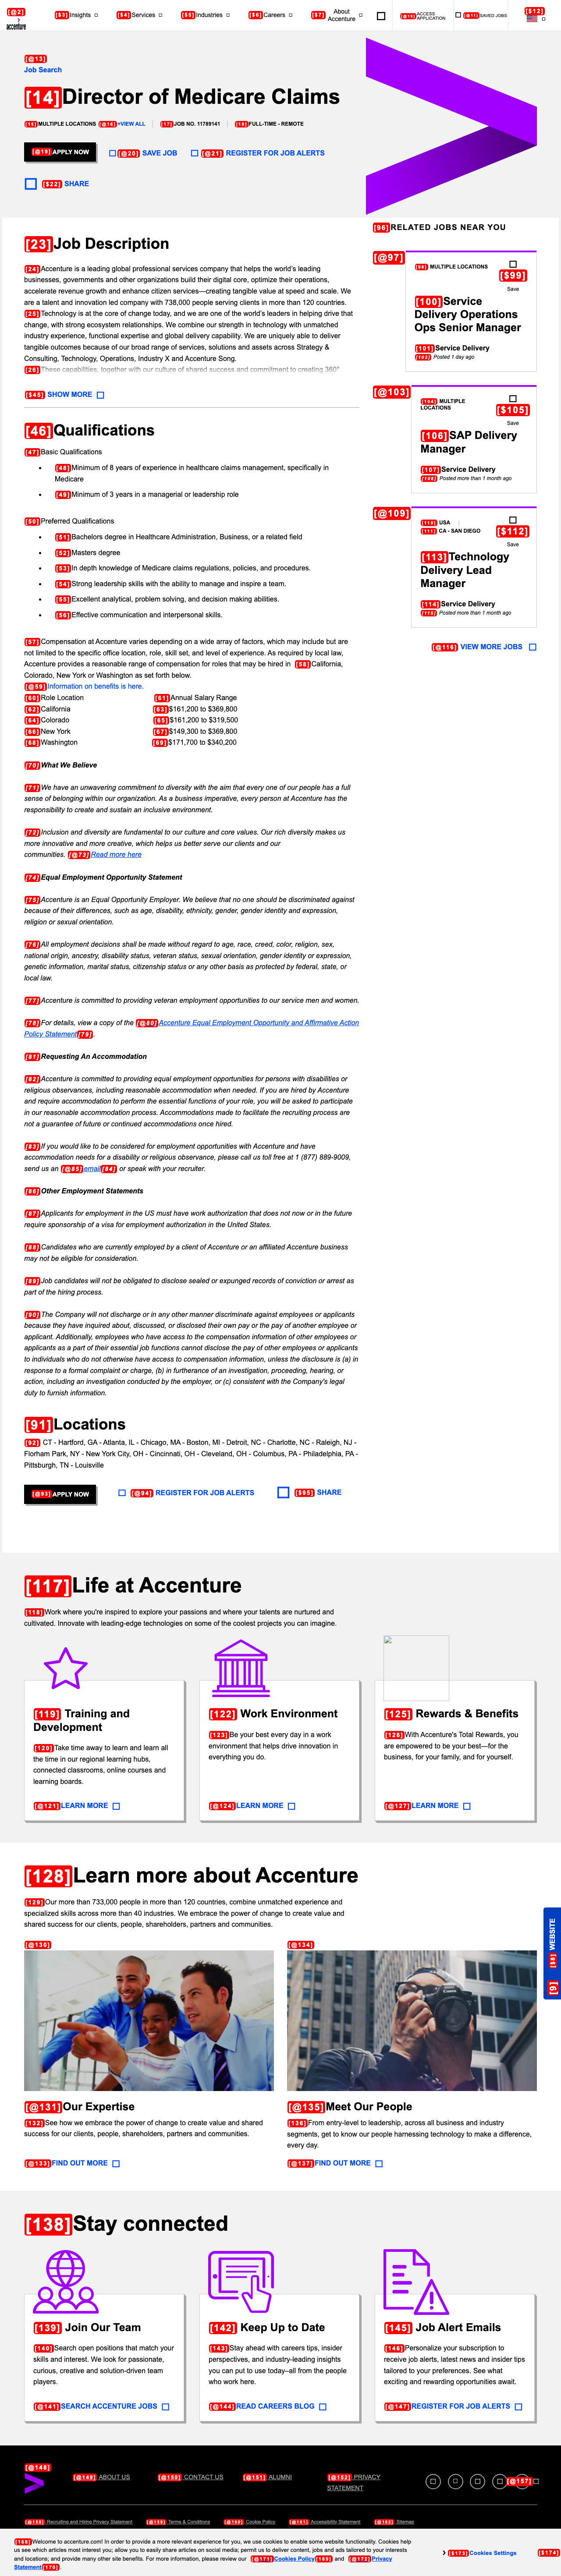 [@2]
accenture
[$3]Insights
[$4]Services
[$5]Industries
[$6]Careers
[$7] About Accenture
[@10] ACCESS APPLICATION
[@11] SAVED JOBS
[$12]
[@13]
Job Search
[14]Director of Medicare Claims
[15]MULTIPLE LOCATIONS [@16]+VIEW ALL
[17]JOB NO. 11789141
[18]FULL-TIME - REMOTE
[@19] APPLY NOW
[@20] SAVE JOB
[@21] REGISTER FOR JOB ALERTS
[$22] SHARE
[23]Job Description
[24]Accenture is a leading global professional services company that helps the world's leading
businesses, governments and other organizations build their digital core, optimize their operations,
accelerate revenue growth and enhance citizen services—creating tangible value at speed and scale. We
are a talent and innovation led company with 738,000 people serving clients in more than 120 countries.
[25]Technology is at the core of change today, and we are one of the world's leaders in helping drive that
change, with strong ecosystem relationships. We combine our strength in technology with unmatched
industry experience, functional expertise and global delivery capability. We are uniquely able to deliver
tangible outcomes because of our broad range of services, solutions and assets across Strategy &
Consulting, Technology, Operations, Industry X and Accenture Song.
[26]These capabilities, together with our culture of shared success and commitment to creating 360°
[$45] SHOW MORE
[46]Qualifications
[47]Basic Qualifications
• [48]Minimum of 8 years of experience in healthcare claims management, specifically in
Medicare
• [49]Minimum of 3 years in a managerial or leadership role
[50]Preferred Qualifications
• [51]Bachelors degree in Healthcare Administration, Business, or a related field
• [52]Masters degree
• [53]In depth knowledge of Medicare claims regulations, policies, and procedures.
• [54]Strong leadership skills with the ability to manage and inspire a team.
• [55]Excellent analytical, problem solving, and decision making abilities.
• [56]Effective communication and interpersonal skills.
[57]Compensation at Accenture varies depending on a wide array of factors, which may include but are
not limited to the specific office location, role, skill set, and level of experience. As required by local law,
Accenture provides a reasonable range of compensation for roles that may be hired in [58]California,
Colorado, New York or Washington as set forth below.
[@59]Information on benefits is here.
[60]Role Location [61]Annual Salary Range
[62]California [63]$161,200 to $369,800
[64]Colorado [65]$161,200 to $319,500
[66]New York [67]$149,300 to $369,800
[68]Washington [69]$171,700 to $340,200
[70]What We Believe
[71]We have an unwavering commitment to diversity with the aim that every one of our people has a full
sense of belonging within our organization. As a business imperative, every person at Accenture has the
responsibility to create and sustain an inclusive environment.
[72]Inclusion and diversity are fundamental to our culture and core values. Our rich diversity makes us
more innovative and more creative, which helps us better serve our clients and our
communities. [@73]Read more here
[74]Equal Employment Opportunity Statement
[75]Accenture is an Equal Opportunity Employer. We believe that no one should be discriminated against
because of their differences, such as age, disability, ethnicity, gender, gender identity and expression,
religion or sexual orientation.
[76]All employment decisions shall be made without regard to age, race, creed, color, religion, sex,
national origin, ancestry, disability status, veteran status, sexual orientation, gender identity or expression,
genetic information, marital status, citizenship status or any other basis as protected by federal, state, or
local law.
[77]Accenture is committed to providing veteran employment opportunities to our service men and women.
[78]For details, view a copy of the [@80]Accenture Equal Employment Opportunity and Affirmative Action
Policy Statement[79].
[81]Requesting An Accommodation
[82]Accenture is committed to providing equal employment opportunities for persons with disabilities or
religious observances, including reasonable accommodation when needed. If you are hired by Accenture
and require accommodation to perform the essential functions of your role, you will be asked to participate
in our reasonable accommodation process. Accommodations made to facilitate the recruiting process are
not a guarantee of future or continued accommodations once hired.
[83]If you would like to be considered for employment opportunities with Accenture and have
accommodation needs for a disability or religious observance, please call us toll free at 1 (877) 889-9009,
send us an [@85]email[84] or speak with your recruiter.
[86]Other Employment Statements
[87]Applicants for employment in the US must have work authorization that does not now or in the future
require sponsorship of a visa for employment authorization in the United States.
[88]Candidates who are currently employed by a client of Accenture or an affiliated Accenture business
may not be eligible for consideration.
[89]Job candidates will not be obligated to disclose sealed or expunged records of conviction or arrest as
part of the hiring process.
[90]The Company will not discharge or in any other manner discriminate against employees or applicants
because they have inquired about, discussed, or disclosed their own pay or the pay of another employee or
applicant. Additionally, employees who have access to the compensation information of other employees or
applicants as a part of their essential job functions cannot disclose the pay of other employees or applicants
to individuals who do not otherwise have access to compensation information, unless the disclosure is (a) in
response to a formal complaint or charge, (b) in furtherance of an investigation, proceeding, hearing, or
action, including an investigation conducted by the employer, or (c) consistent with the Company's legal
duty to furnish information.
[91]Locations
[92] CT - Hartford, GA - Atlanta, IL - Chicago, MA - Boston, MI - Detroit, NC - Charlotte, NC - Raleigh, NJ -
Florham Park, NY - New York City, OH - Cincinnati, OH - Cleveland, OH - Columbus, PA - Philadelphia, PA -
Pittsburgh, TN - Louisville
[@93] APPLY NOW
[@94] REGISTER FOR JOB ALERTS
[$95] SHARE
[96]RELATED JOBS NEAR YOU
[@97]
[98] MULTIPLE LOCATIONS
[$99]
Save
[100]Service
Delivery Operations
Ops Senior Manager
[101]Service Delivery
[102] Posted 1 day ago
[@103]
[104] MULTIPLE
LOCATIONS
[$105]
Save
[106]SAP Delivery
Manager
[107]Service Delivery
[108] Posted more than 1 month ago
[@109]
[110] USA
[111] CA - SAN DIEGO
[$112]
Save
[113]Technology
Delivery Lead
Manager
[114]Service Delivery
[115] Posted more than 1 month ago
[@116] VIEW MORE JOBS
[117]Life at Accenture
[118]Work where you're inspired to explore your passions and where your talents are nurtured and
cultivated. Innovate with leading-edge technologies on some of the coolest projects you can imagine.
[119] Training and
Development
[120]Take time away to learn and learn all
the time in our regional learning hubs,
connected classrooms, online courses and
learning boards.
[@121]LEARN MORE
[122] Work Environment
[123]Be your best every day in a work
environment that helps drive innovation in
everything you do.
[@124]LEARN MORE
[125] Rewards & Benefits
[126]With Accenture's Total Rewards, you
are empowered to be your best—for the
business, for your family, and for yourself.
[@127]LEARN MORE
[128]Learn more about Accenture
[129]Our more than 733,000 people in more than 120 countries, combine unmatched experience and
specialized skills across more than 40 industries. We embrace the power of change to create value and
shared success for our clients, people, shareholders, partners and communities.
[$8] WEBSITE
[9]
[@130]
[@131]Our Expertise
[132]See how we embrace the power of change to create value and shared
success for our clients, people, shareholders, partners and communities.
[@133]FIND OUT MORE
[@134]
[@135]Meet Our People
[136]From entry-level to leadership, across all business and industry
segments, get to know our people harnessing technology to make a difference,
every day.
[@137]FIND OUT MORE
[138]Stay connected
[139] Join Our Team
[140]Search open positions that match your
skills and interest. We look for passionate,
curious, creative and solution-driven team
players.
[@141]SEARCH ACCENTURE JOBS
[142] Keep Up to Date
[143]Stay ahead with careers tips, insider
perspectives, and industry-leading insights
you can put to use today–all from the people
who work here.
[@144]READ CAREERS BLOG
[145] Job Alert Emails
[146]Personalize your subscription to
receive job alerts, latest news and insider tips
tailored to your preferences. See what
exciting and rewarding opportunities await.
[@147]REGISTER FOR JOB ALERTS
[@148]
[@149] ABOUT US
[@150] CONTACT US
[@151] ALUMNI
[@152] PRIVACY
STATEMENT
[@157]
[@158] Recruiting and Hiring Privacy Statement
[@159] Terms & Conditions
[@160] Cookie Policy
[@161] Accessibility Statement
[@163] Sitemap
[168]Welcome to accenture.com! In order to provide a more relevant experience for you, we use cookies to enable some website functionality. Cookies help
us see which articles most interest you; allow you to easily share articles on social media; permit us to deliver content, jobs and ads tailored to your interests
and locations; and provide many other site benefits. For more information, please review our [@171]Cookies Policy[169] and [@172]Privacy
Statement[170].
[$173]Cookies Settings
[$174]